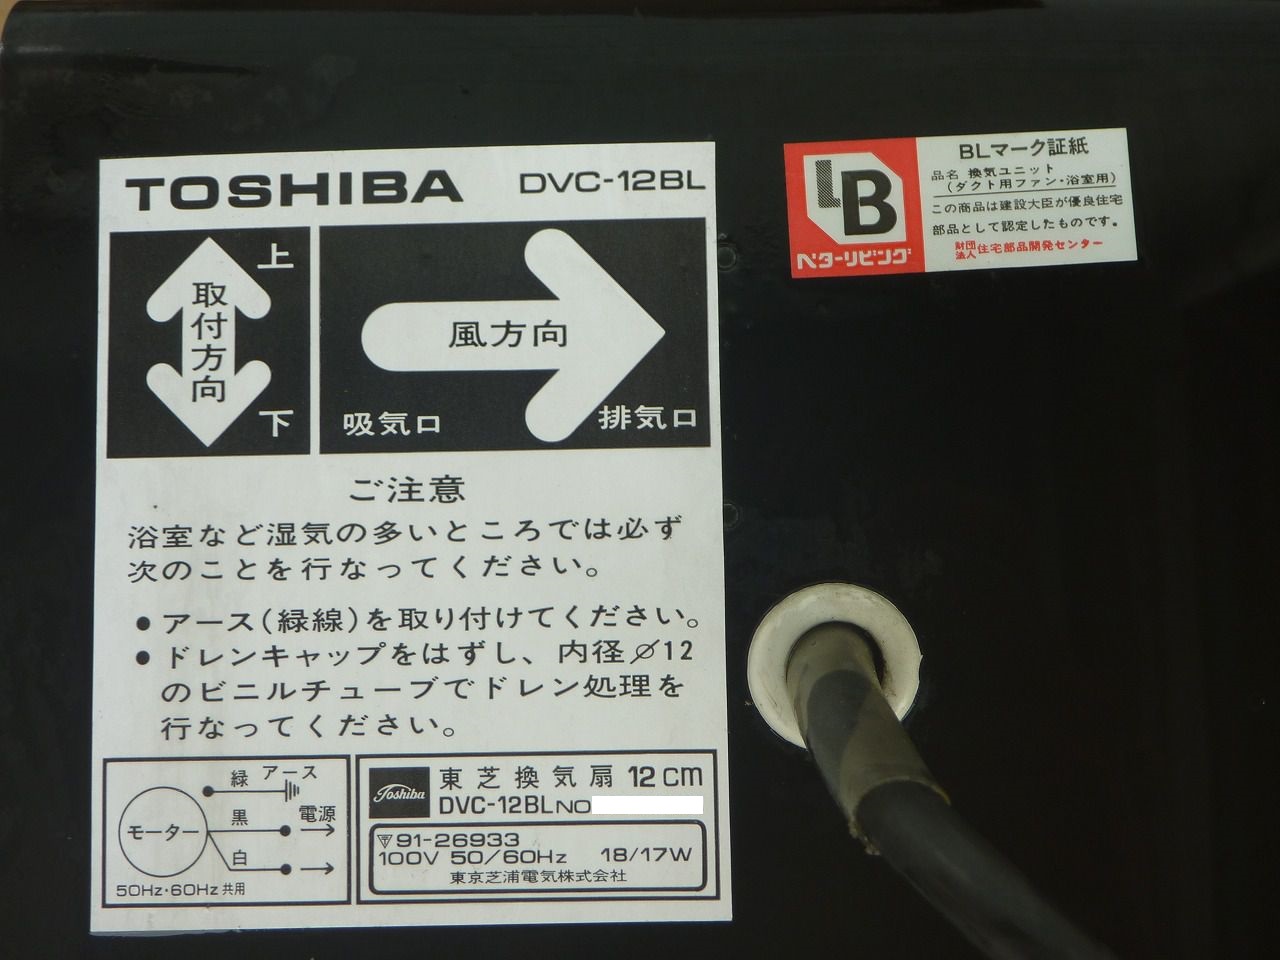 TOSHIBA DVC-12BL
上
取付方向
下
風方向
吸気口 排気口
ご注意
浴室など湿気の多いところでは必ず
次のことを行なってください。
●アース(緑線)を取り付けてください。
●ドレンキャップをはずし、内径⌀12
のビニルチューブでドレン処理を
行なってください。
緑 アース
黒 電源
モーター
白
50Hz・60Hz共用
Toshiba 東芝換気扇 12cm
DVC-12BL NO
91-26933
100V 50/60Hz 18/17W
東京芝浦電気株式会社
LB
ベターリビング
BLマーク証紙
品名 換気ユニット
(ダクト用ファン・浴室用)
この商品は建設大臣が優良住宅
部品として認定したものです。
財団法人住宅部品開発センター